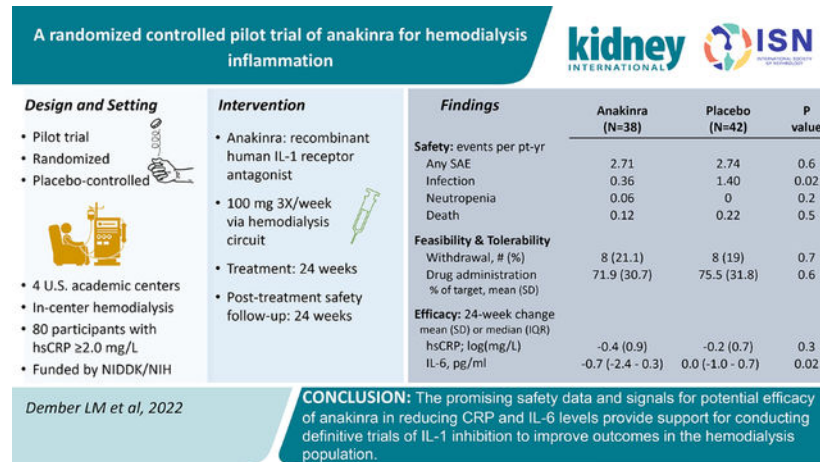 A randomized controlled pilot trial of anakinra for hemodialysis
inflammation
kidney
INTERNATIONAL
ISN
INTERNATIONAL SOCIETY
OF NEPHROLOGY
Design and Setting
• Pilot trial
• Randomized
• Placebo-controlled
• 4 U.S. academic centers
• In-center hemodialysis
• 80 participants with
hsCRP ≥2.0 mg/L
• Funded by NIDDK/NIH
Intervention
• Anakinra: recombinant
human IL-1 receptor
antagonist
• 100 mg 3X/week
via hemodialysis
circuit
• Treatment: 24 weeks
• Post-treatment safety
follow-up: 24 weeks
Findings Anakinra Placebo P
(N=38) (N=42) value
Safety: events per pt-yr
Any SAE 2.71 2.74 0.6
Infection 0.36 1.40 0.02
Neutropenia 0.06 0 0.2
Death 0.12 0.22 0.5
Feasibility & Tolerability
Withdrawal, # (%) 8 (21.1) 8 (19) 0.7
Drug administration 71.9 (30.7) 75.5 (31.8) 0.6
% of target, mean (SD)
Efficacy: 24-week change
mean (SD) or median (IQR)
hsCRP; log(mg/L) -0.4 (0.9) -0.2 (0.7) 0.3
IL-6, pg/ml -0.7 (-2.4 - 0.3) 0.0 (-1.0 - 0.7) 0.02
Dember LM et al, 2022
CONCLUSION: The promising safety data and signals for potential efficacy
of anakinra in reducing CRP and IL-6 levels provide support for conducting
definitive trials of IL-1 inhibition to improve outcomes in the hemodialysis
population.